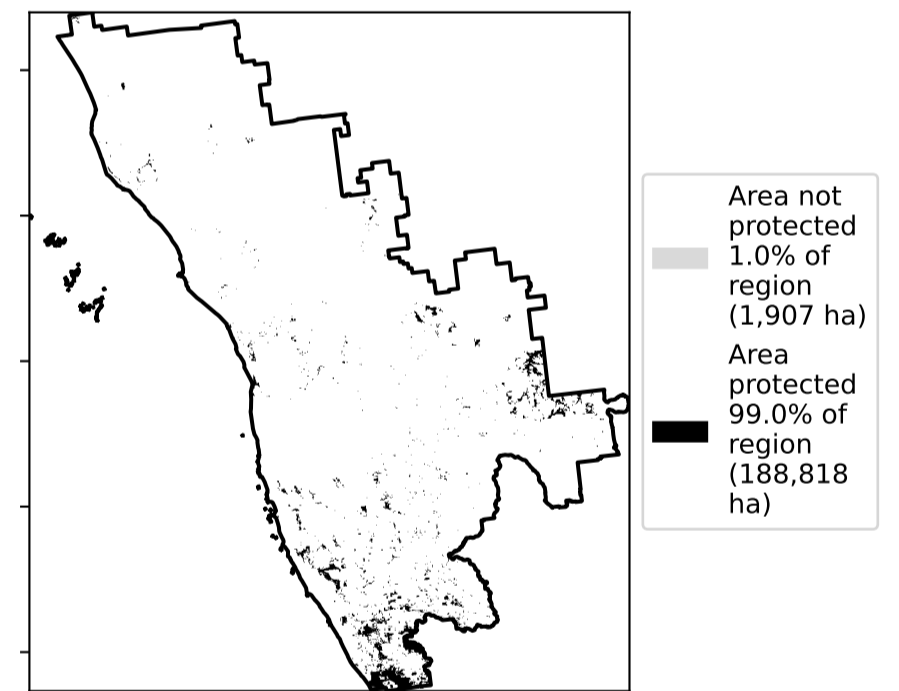 Area not
protected
1.0% of
region
(1,907 ha)
Area
protected
99.0% of
region
(188,818
ha)